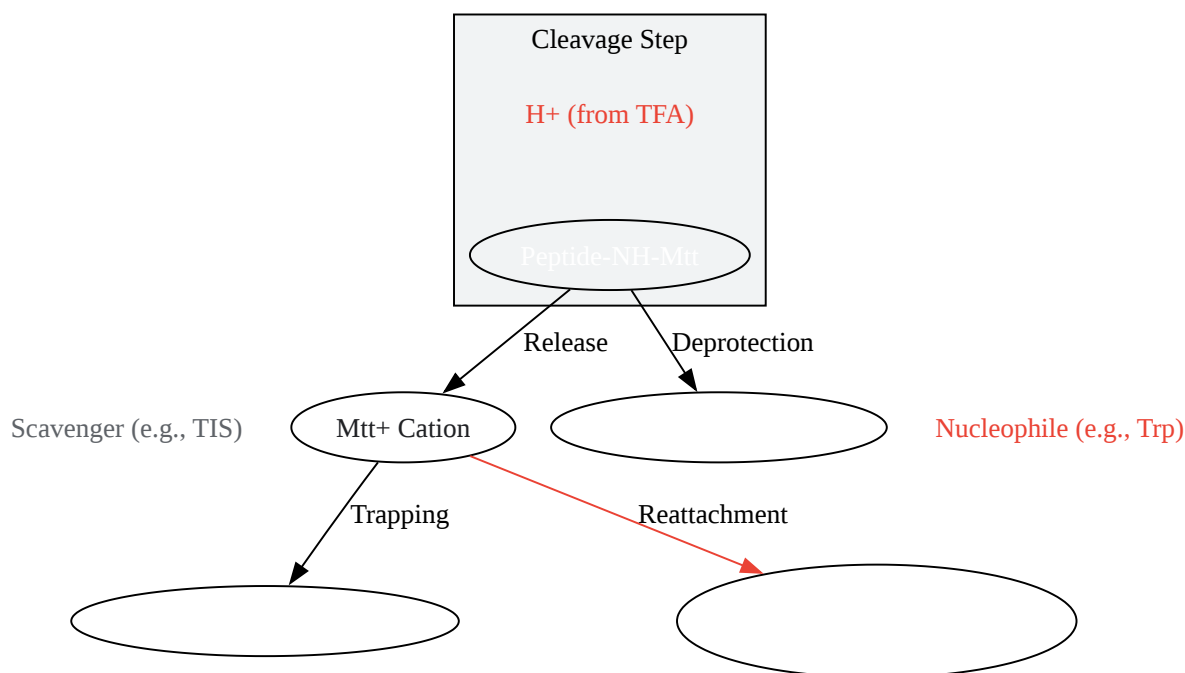 Cleavage Step
H+ (from TFA)
Peptide-NH-Mtt
Release
Deprotection
Scavenger (e.g., TIS)
Mtt+ Cation
Nucleophile (e.g., Trp)
Trapping
Reattachment